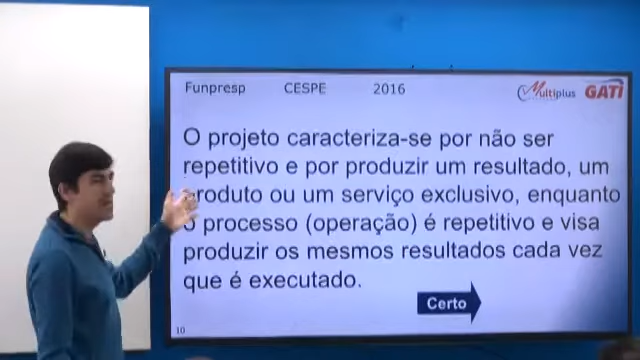 Funpresp CESPE 2016
Multiplus GATI
O projeto caracteriza-se por não ser
repetitivo e por produzir um resultado, um
produto ou um serviço exclusivo, enquanto
o processo (operação) é repetitivo e visa
produzir os mesmos resultados cada vez
que é executado.
Certo
10